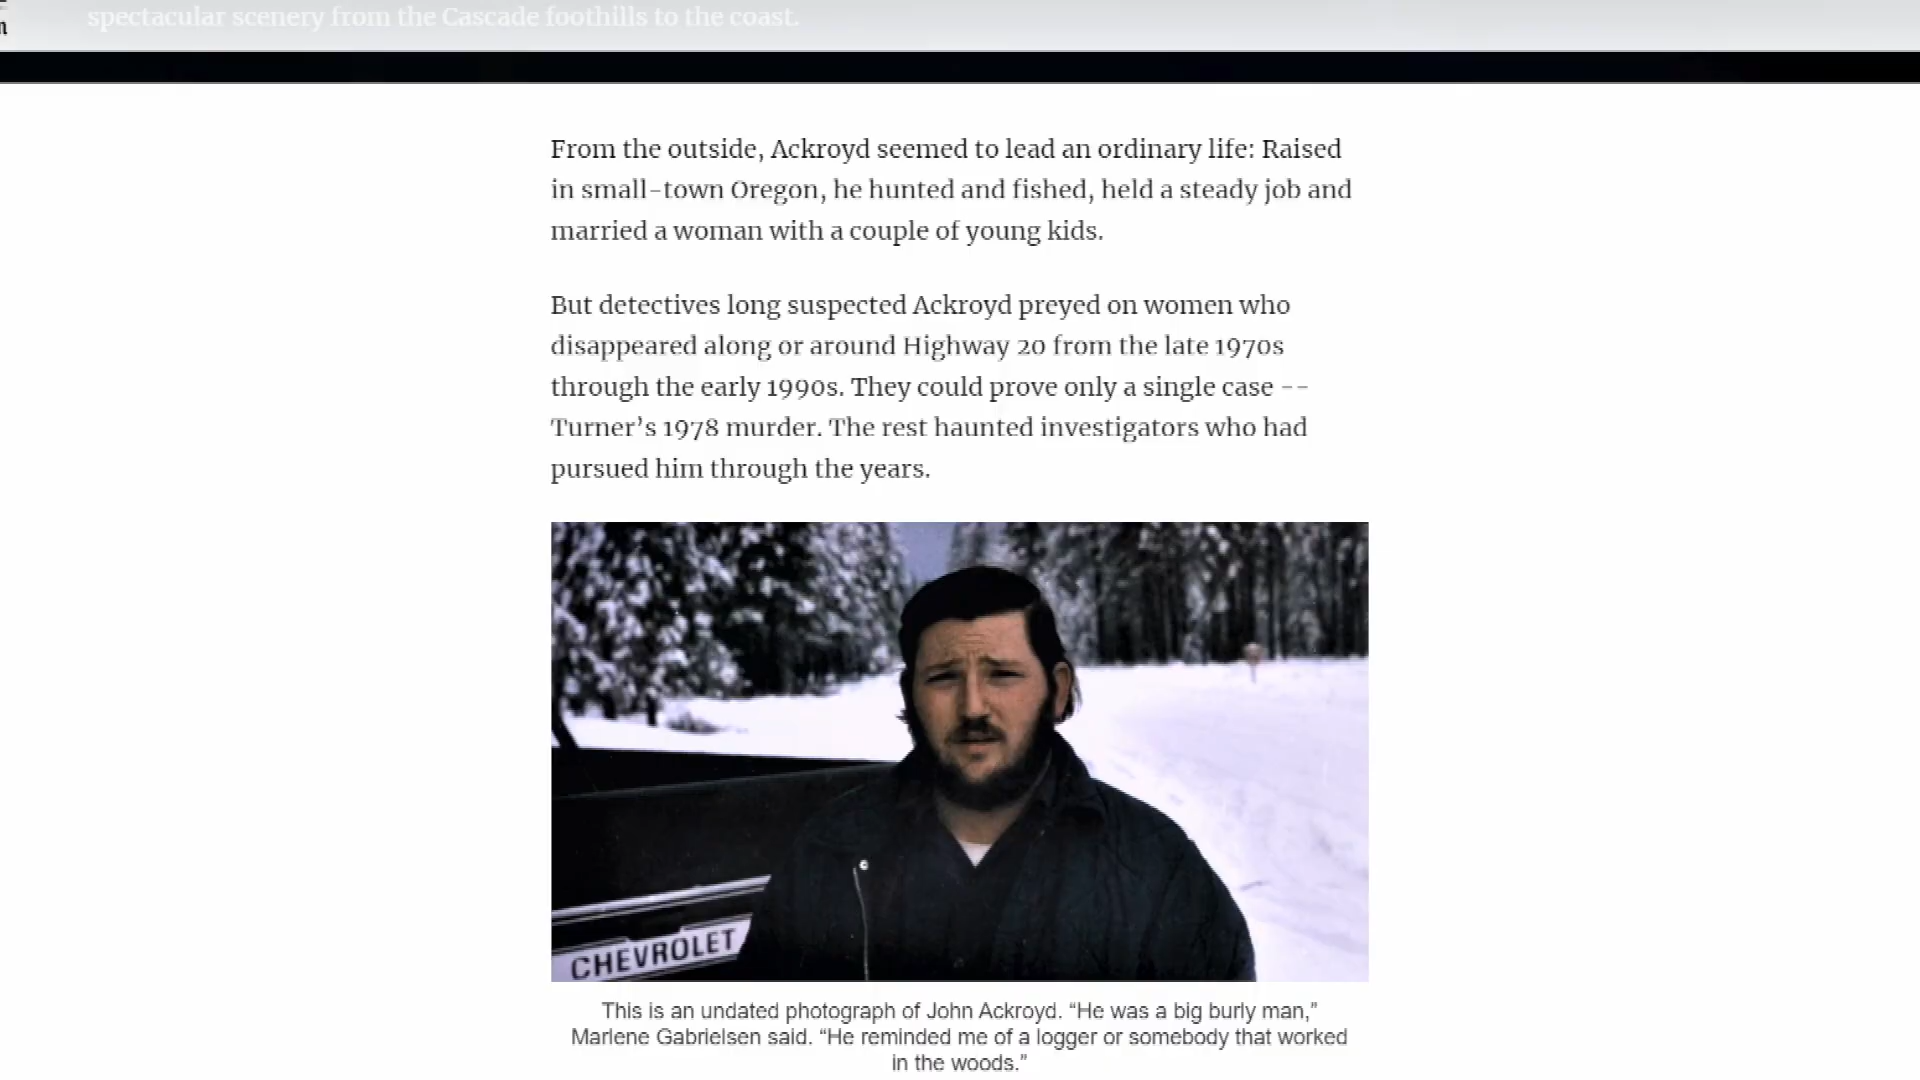 spectacular scenery from the Cascade foothills to the coast.
From the outside, Ackroyd seemed to lead an ordinary life: Raised
in small-town Oregon, he hunted and fished, held a steady job and
married a woman with a couple of young kids.
But detectives long suspected Ackroyd preyed on women who
disappeared along or around Highway 20 from the late 1970s
through the early 1990s. They could prove only a single case --
Turner’s 1978 murder. The rest haunted investigators who had
pursued him through the years.
CHEVROLET
This is an undated photograph of John Ackroyd. “He was a big burly man,”
Marlene Gabrielsen said. “He reminded me of a logger or somebody that worked
in the woods.”